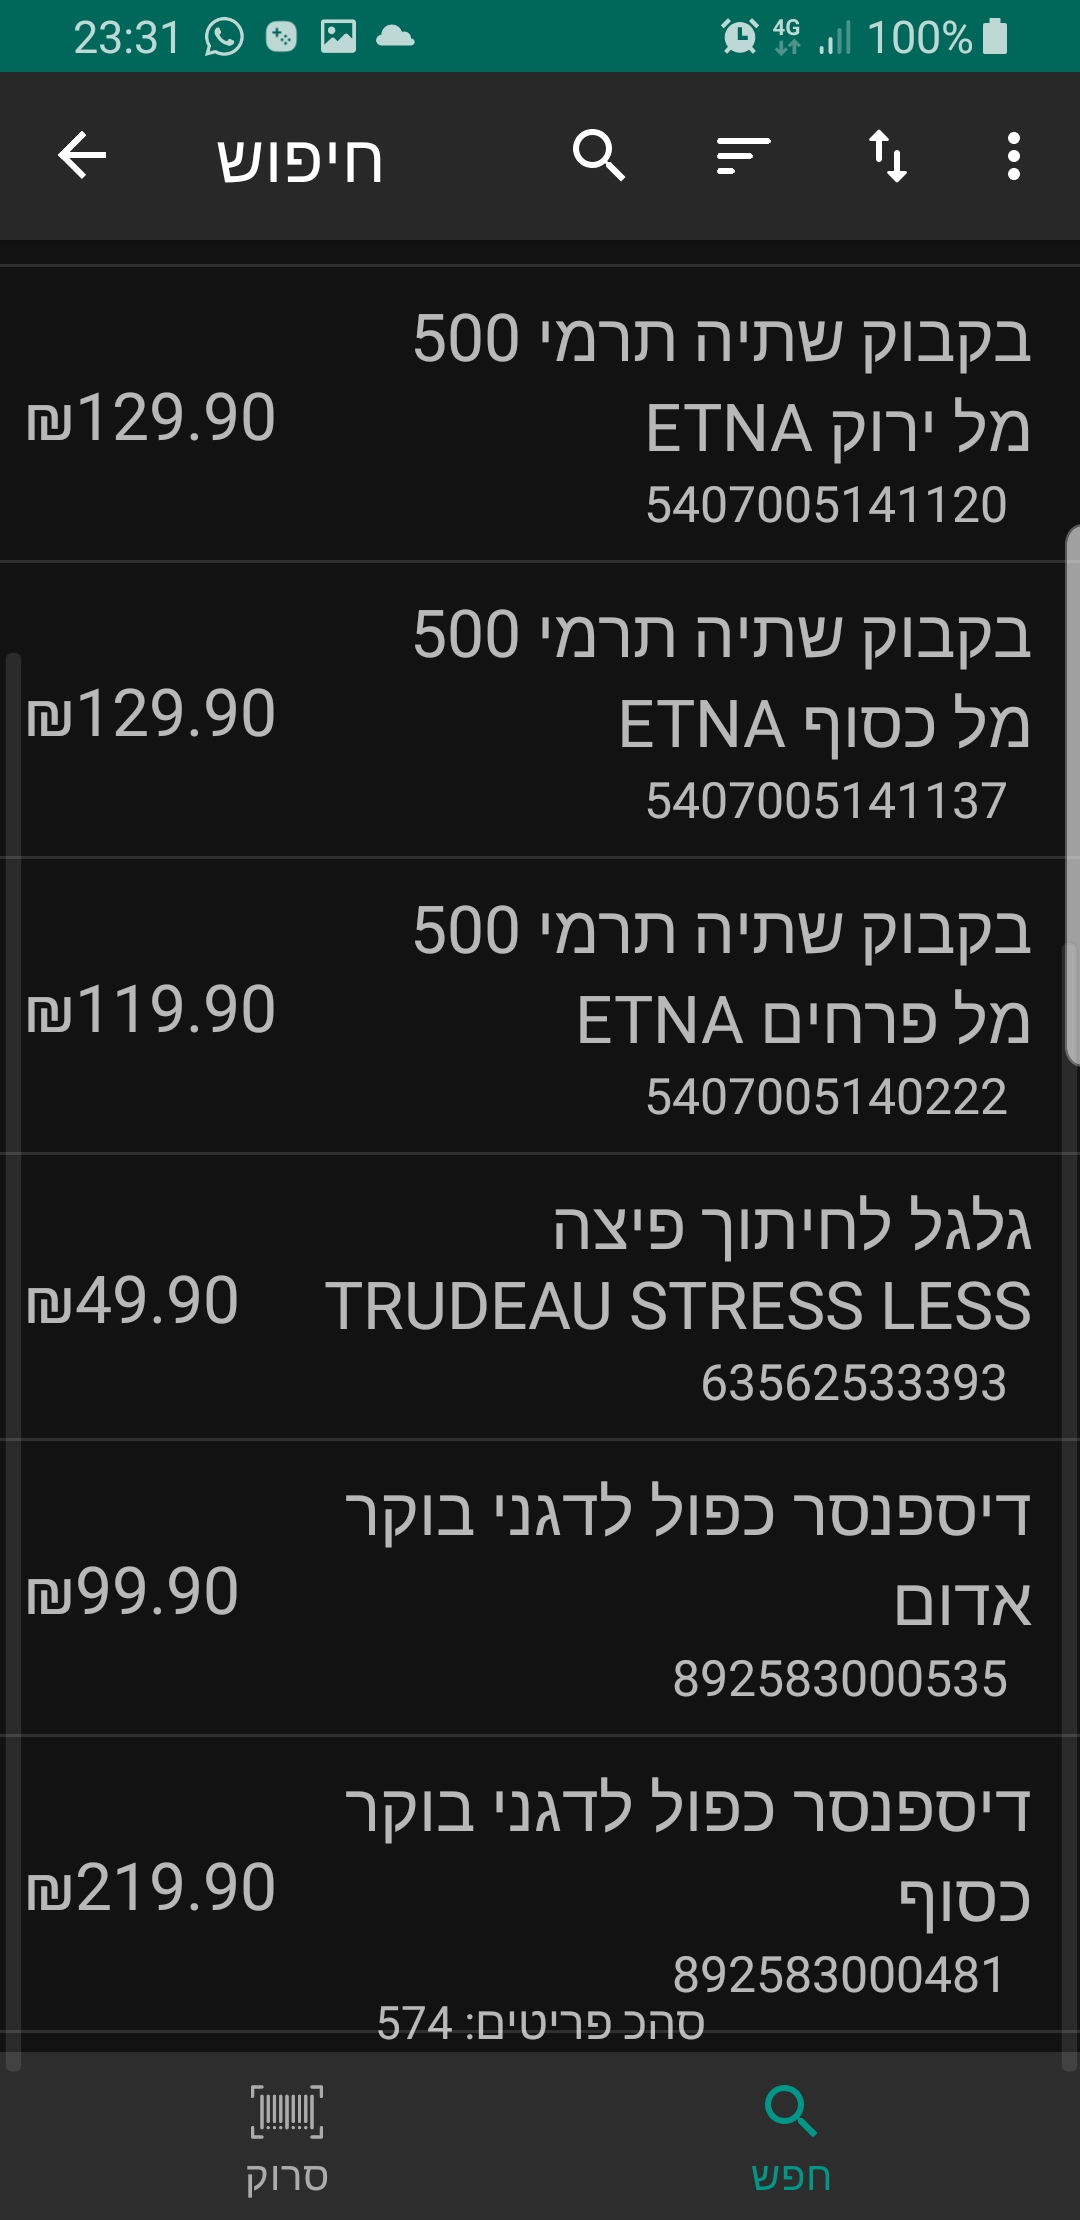 23:31 4G 100%
חיפוש
בקבוק שתיה תרמי 500
מל ירוק ETNA
₪129.90
5407005141120
בקבוק שתיה תרמי 500
מל כסוף ETNA
₪129.90
5407005141137
בקבוק שתיה תרמי 500
מל פרחים ETNA
₪119.90
5407005140222
גלגל לחיתוך פיצה
TRUDEAU STRESS LESS
₪49.90
63562533393
דיספנסר כפול לדגני בוקר
אדום
₪99.90
892583000535
דיספנסר כפול לדגני בוקר
כסוף
₪219.90
892583000481
סהכ פריטים: 574
חפש
סרוק